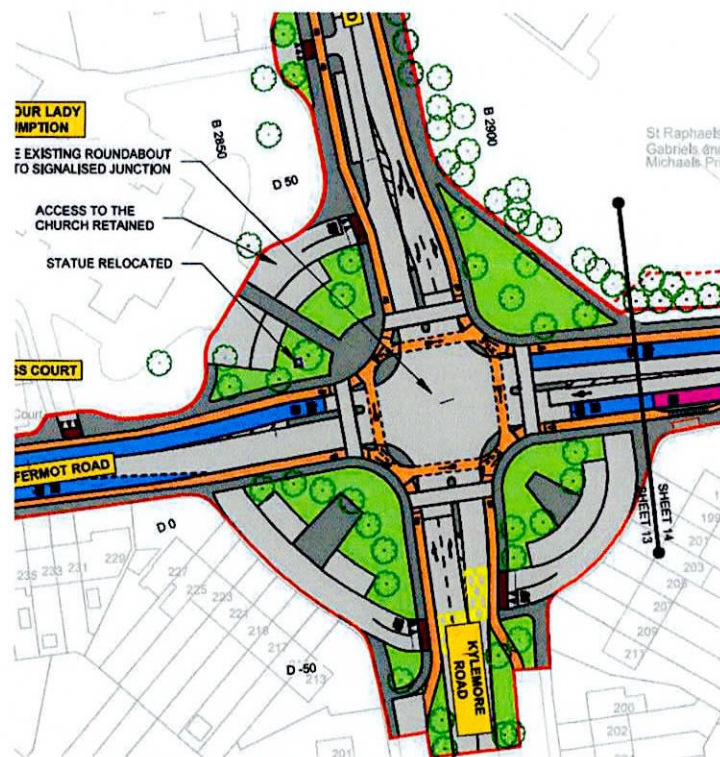 OUR LADY
UMPTION
E EXISTING ROUNDABOUT
TO SIGNALISED JUNCTION
ACCESS TO THE
CHURCH RETAINED
STATUE RELOCATED
B 2850
D 50
B 2900
St Raphaels
Gabriels and
Michaels Pri
SS COURT
Court
FERMOT ROAD
SHEET 14
SHEET 13
D 0
D -50
KYLEMORE
ROAD
235
233
231
229
227
225
223
221
219
217
213
199
201
203
205
207
209
211
200
202
201